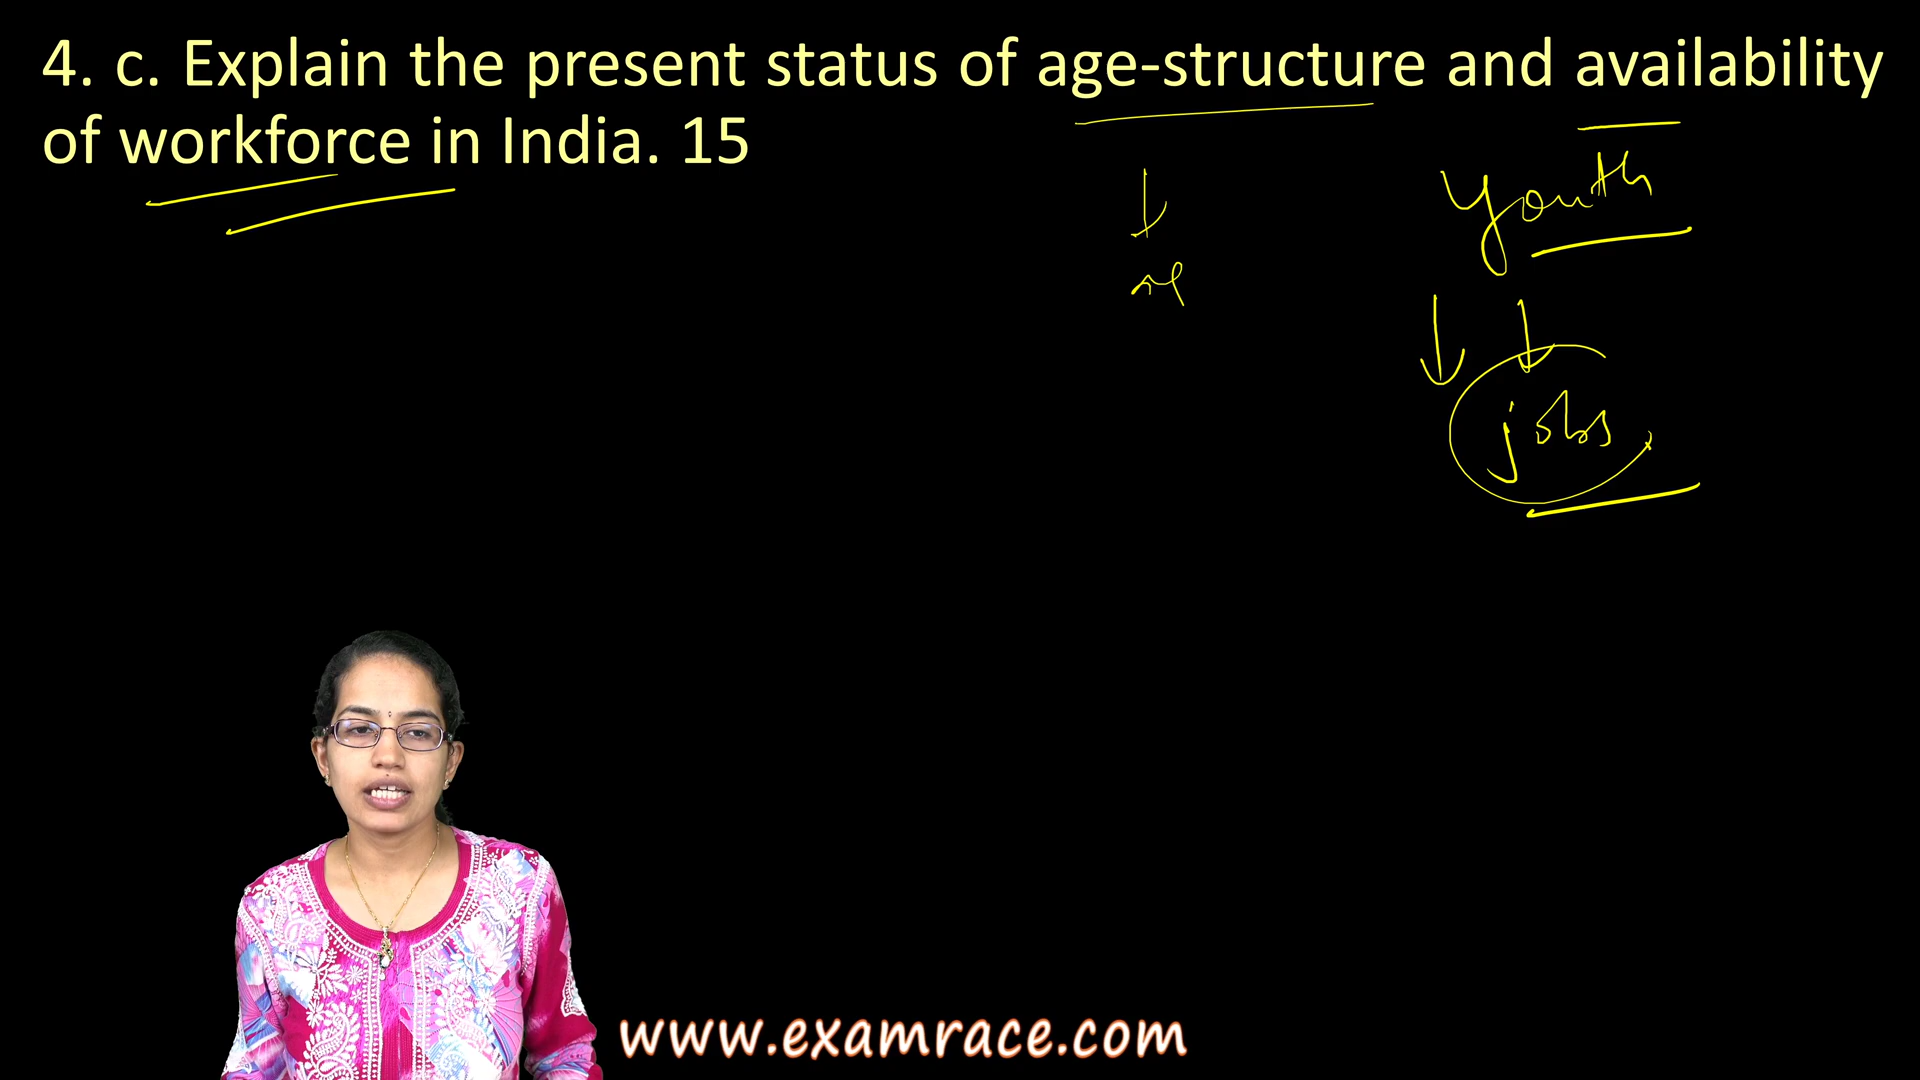 4. c. Explain the present status of age-structure and availability
of workforce in India. 15
Youth
jobs
www.examrace.com